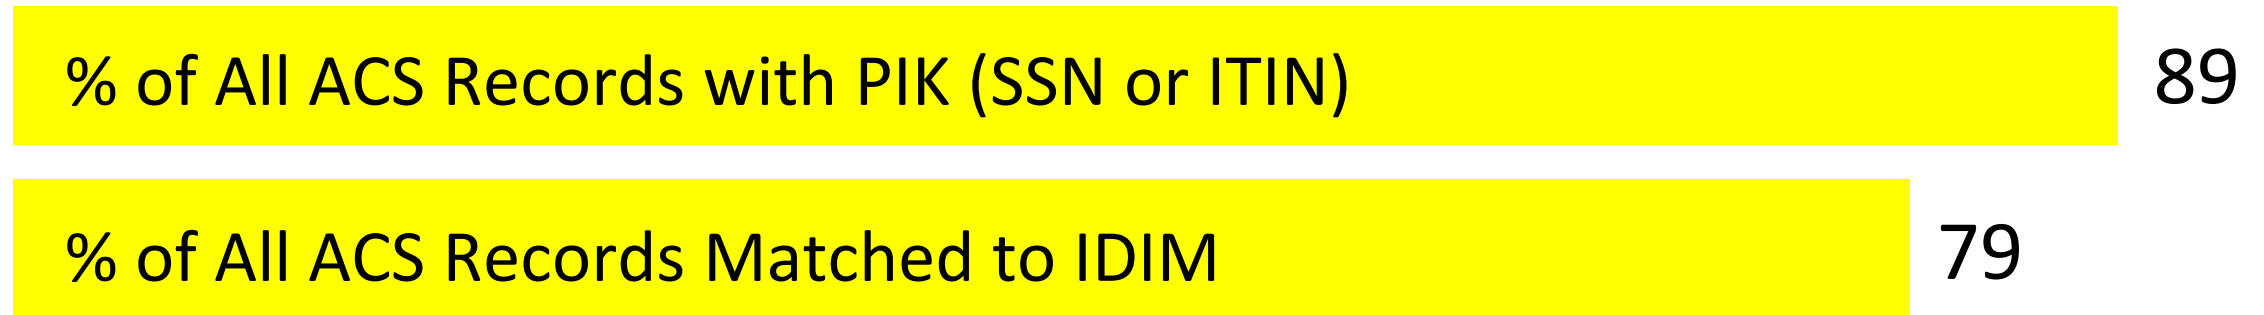 % of All ACS Records with PIK (SSN or ITIN) 89
% of All ACS Records Matched to IDIM 79